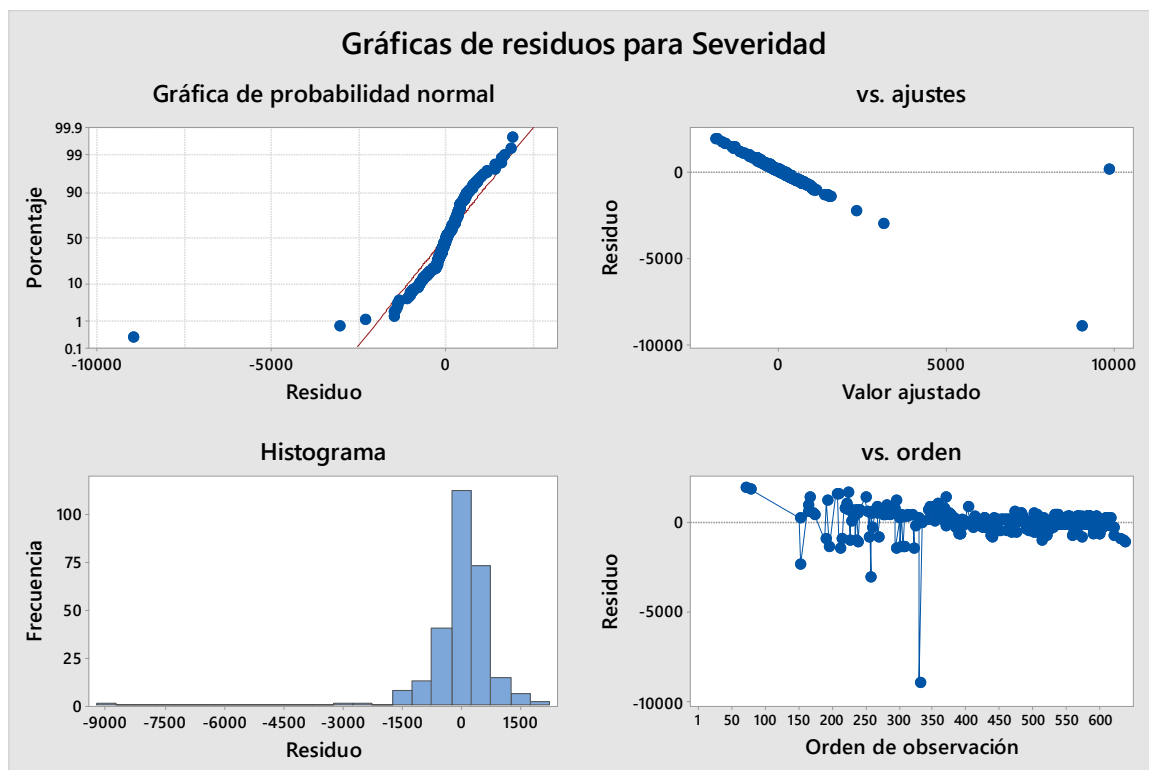 Gráficas de residuos para Severidad
Gráfica de probabilidad normal
99.9
99
90
50
10
1
0.1
Porcentaje
-10000 -5000 0
Residuo
vs. ajustes
0
-5000
-10000
Residuo
0 5000 10000
Valor ajustado
Histograma
100
75
50
25
0
Frecuencia
-9000 -7500 -6000 -4500 -3000 -1500 0 1500
Residuo
vs. orden
0
-5000
-10000
Residuo
1 50 100 150 200 250 300 350 400 450 500 550 600
Orden de observación